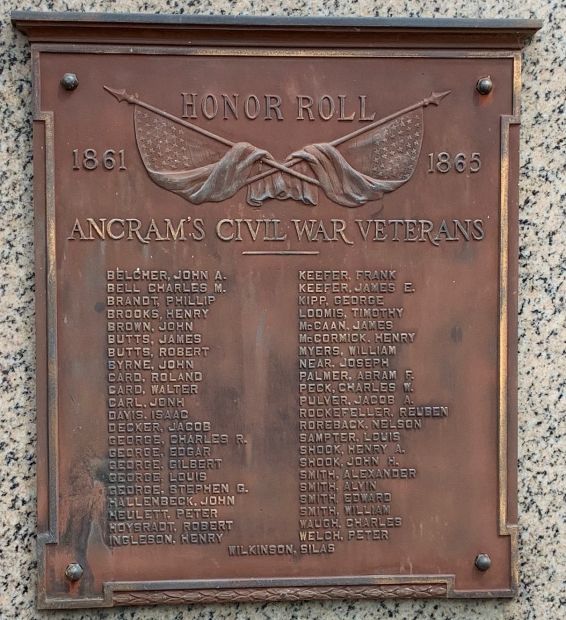 HONOR ROLL
1861 1865
ANCRAM'S CIVIL WAR VETERANS
BELCHER, JOHN A.
BELL CHARLES M.
BRANDT, PHILLIP
BROOKS, HENRY
BROWN, JOHN
BUTTS, JAMES
BUTTS, ROBERT
BYRNE, JOHN
CARD, ROLAND
CARD, WALTER
CARL, JONH
DAVIS, ISAAC
DECKER, JACOB
GEORGE, CHARLES R.
GEORGE, EDGAR
GEORGE, GILBERT
GEORGE, LOUIS
GEORGE, STEPHEN G.
HALLENBECK, JOHN
HEULETT, PETER
HOYSRADT, ROBERT
INGLESON, HENRY
KEEFER, FRANK
KEEFER, JAMES E.
KIPP, GEORGE
LOOMIS, TIMOTHY
McCAAN, JAMES
McCORMICK, HENRY
MYERS, WILLIAM
NEAR, JOSEPH
PALMER, ABRAM F.
PECK, CHARLES W.
PULVER, JACOB A.
ROCKEFELLER, REUBEN
ROREBACK, NELSON
SAMPTER, LOUIS
SHOOK, HENRY A.
SHOOK, JOHN H.
SMITH, ALEXANDER
SMITH, ALVIN
SMITH, EDWARD
SMITH, WILLIAM
WAUGH, CHARLES
WELCH, PETER
WILKINSON, SILAS